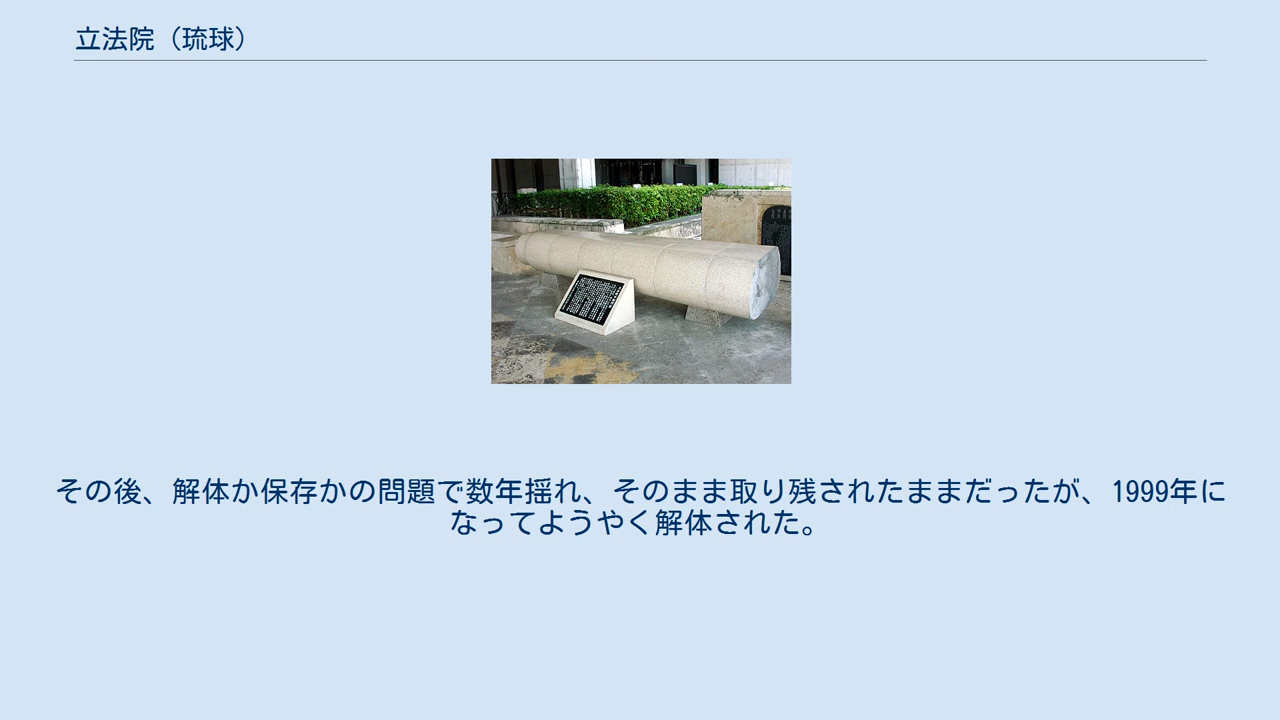 立法院（琉球）
その後、解体か保存かの問題で数年揺れ、そのまま取り残されたままだったが、1999年に
なってようやく解体された。